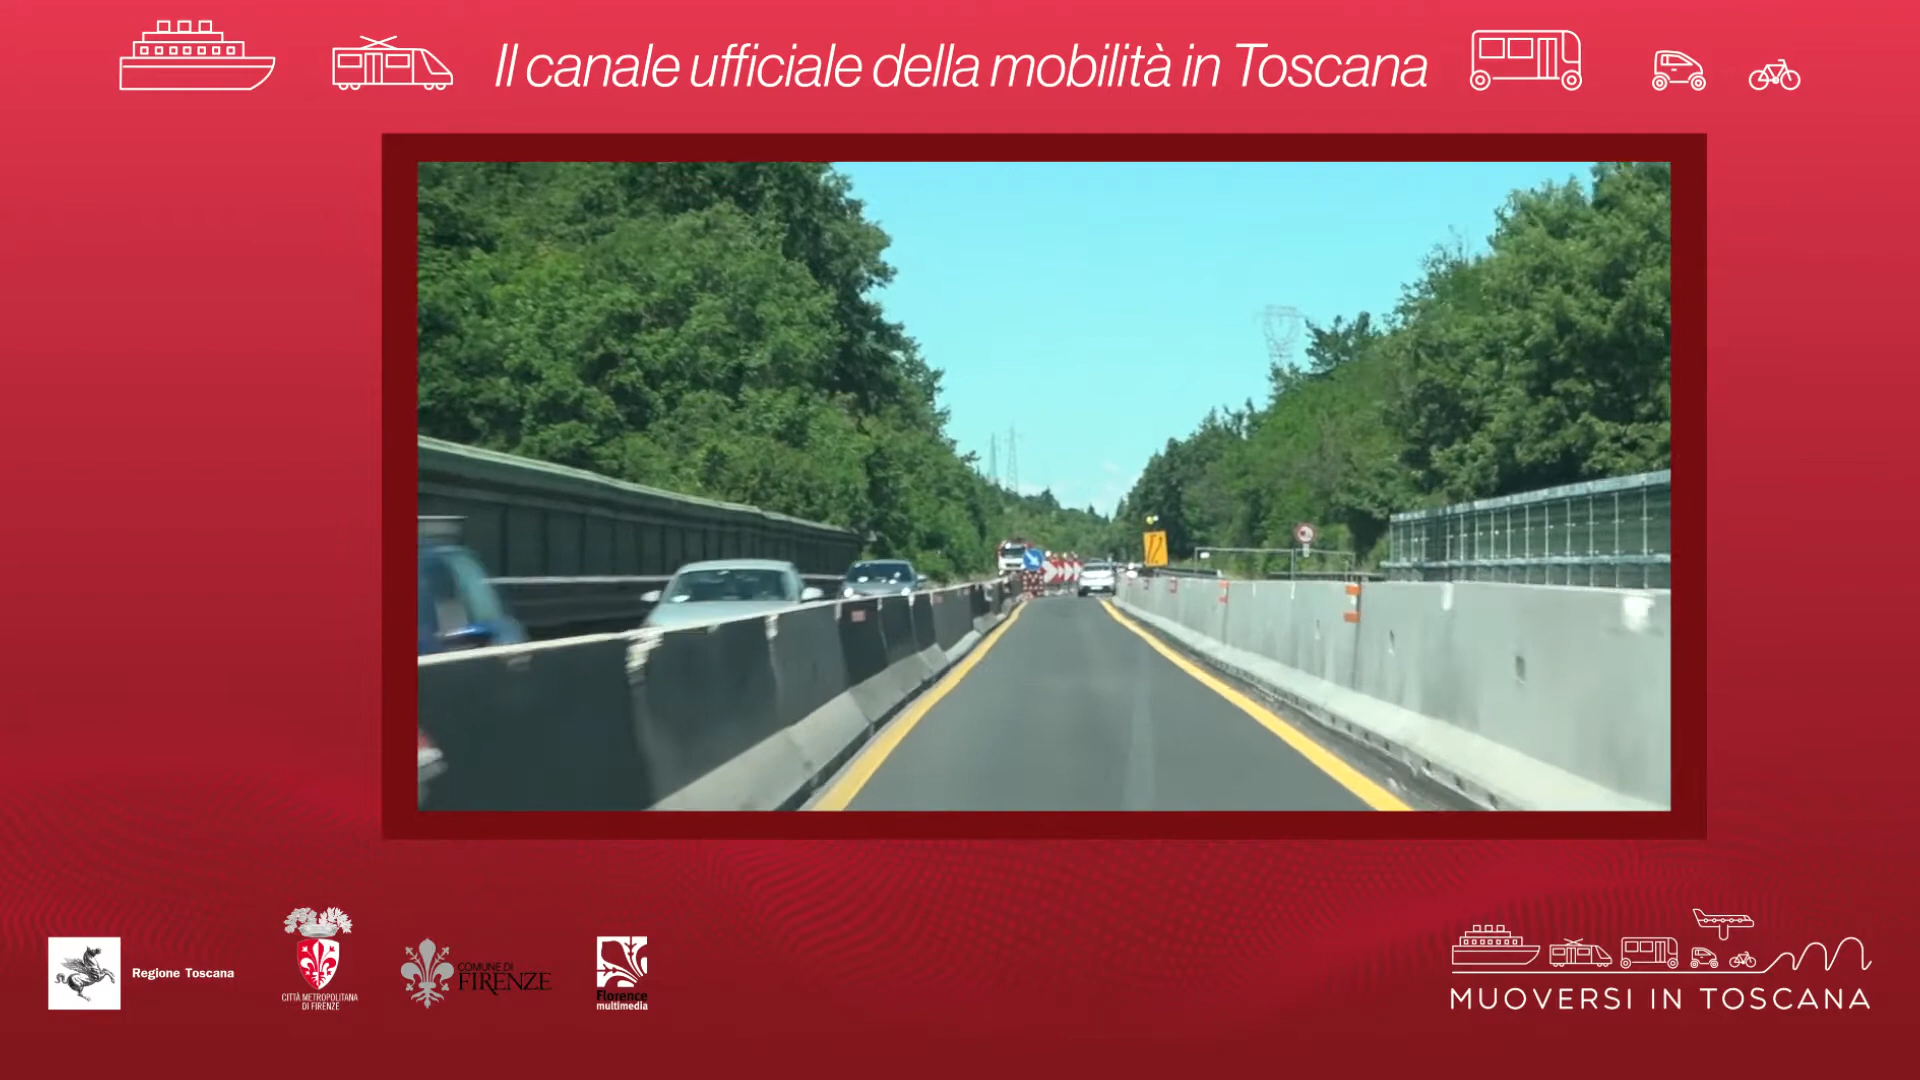 Il canale ufficiale della mobilità in Toscana
Regione Toscana
CITTÀ METROPOLITANA
DI FIRENZE
COMUNE DI
FIRENZE
Florence
multimedia
MUOVERSI IN TOSCANA